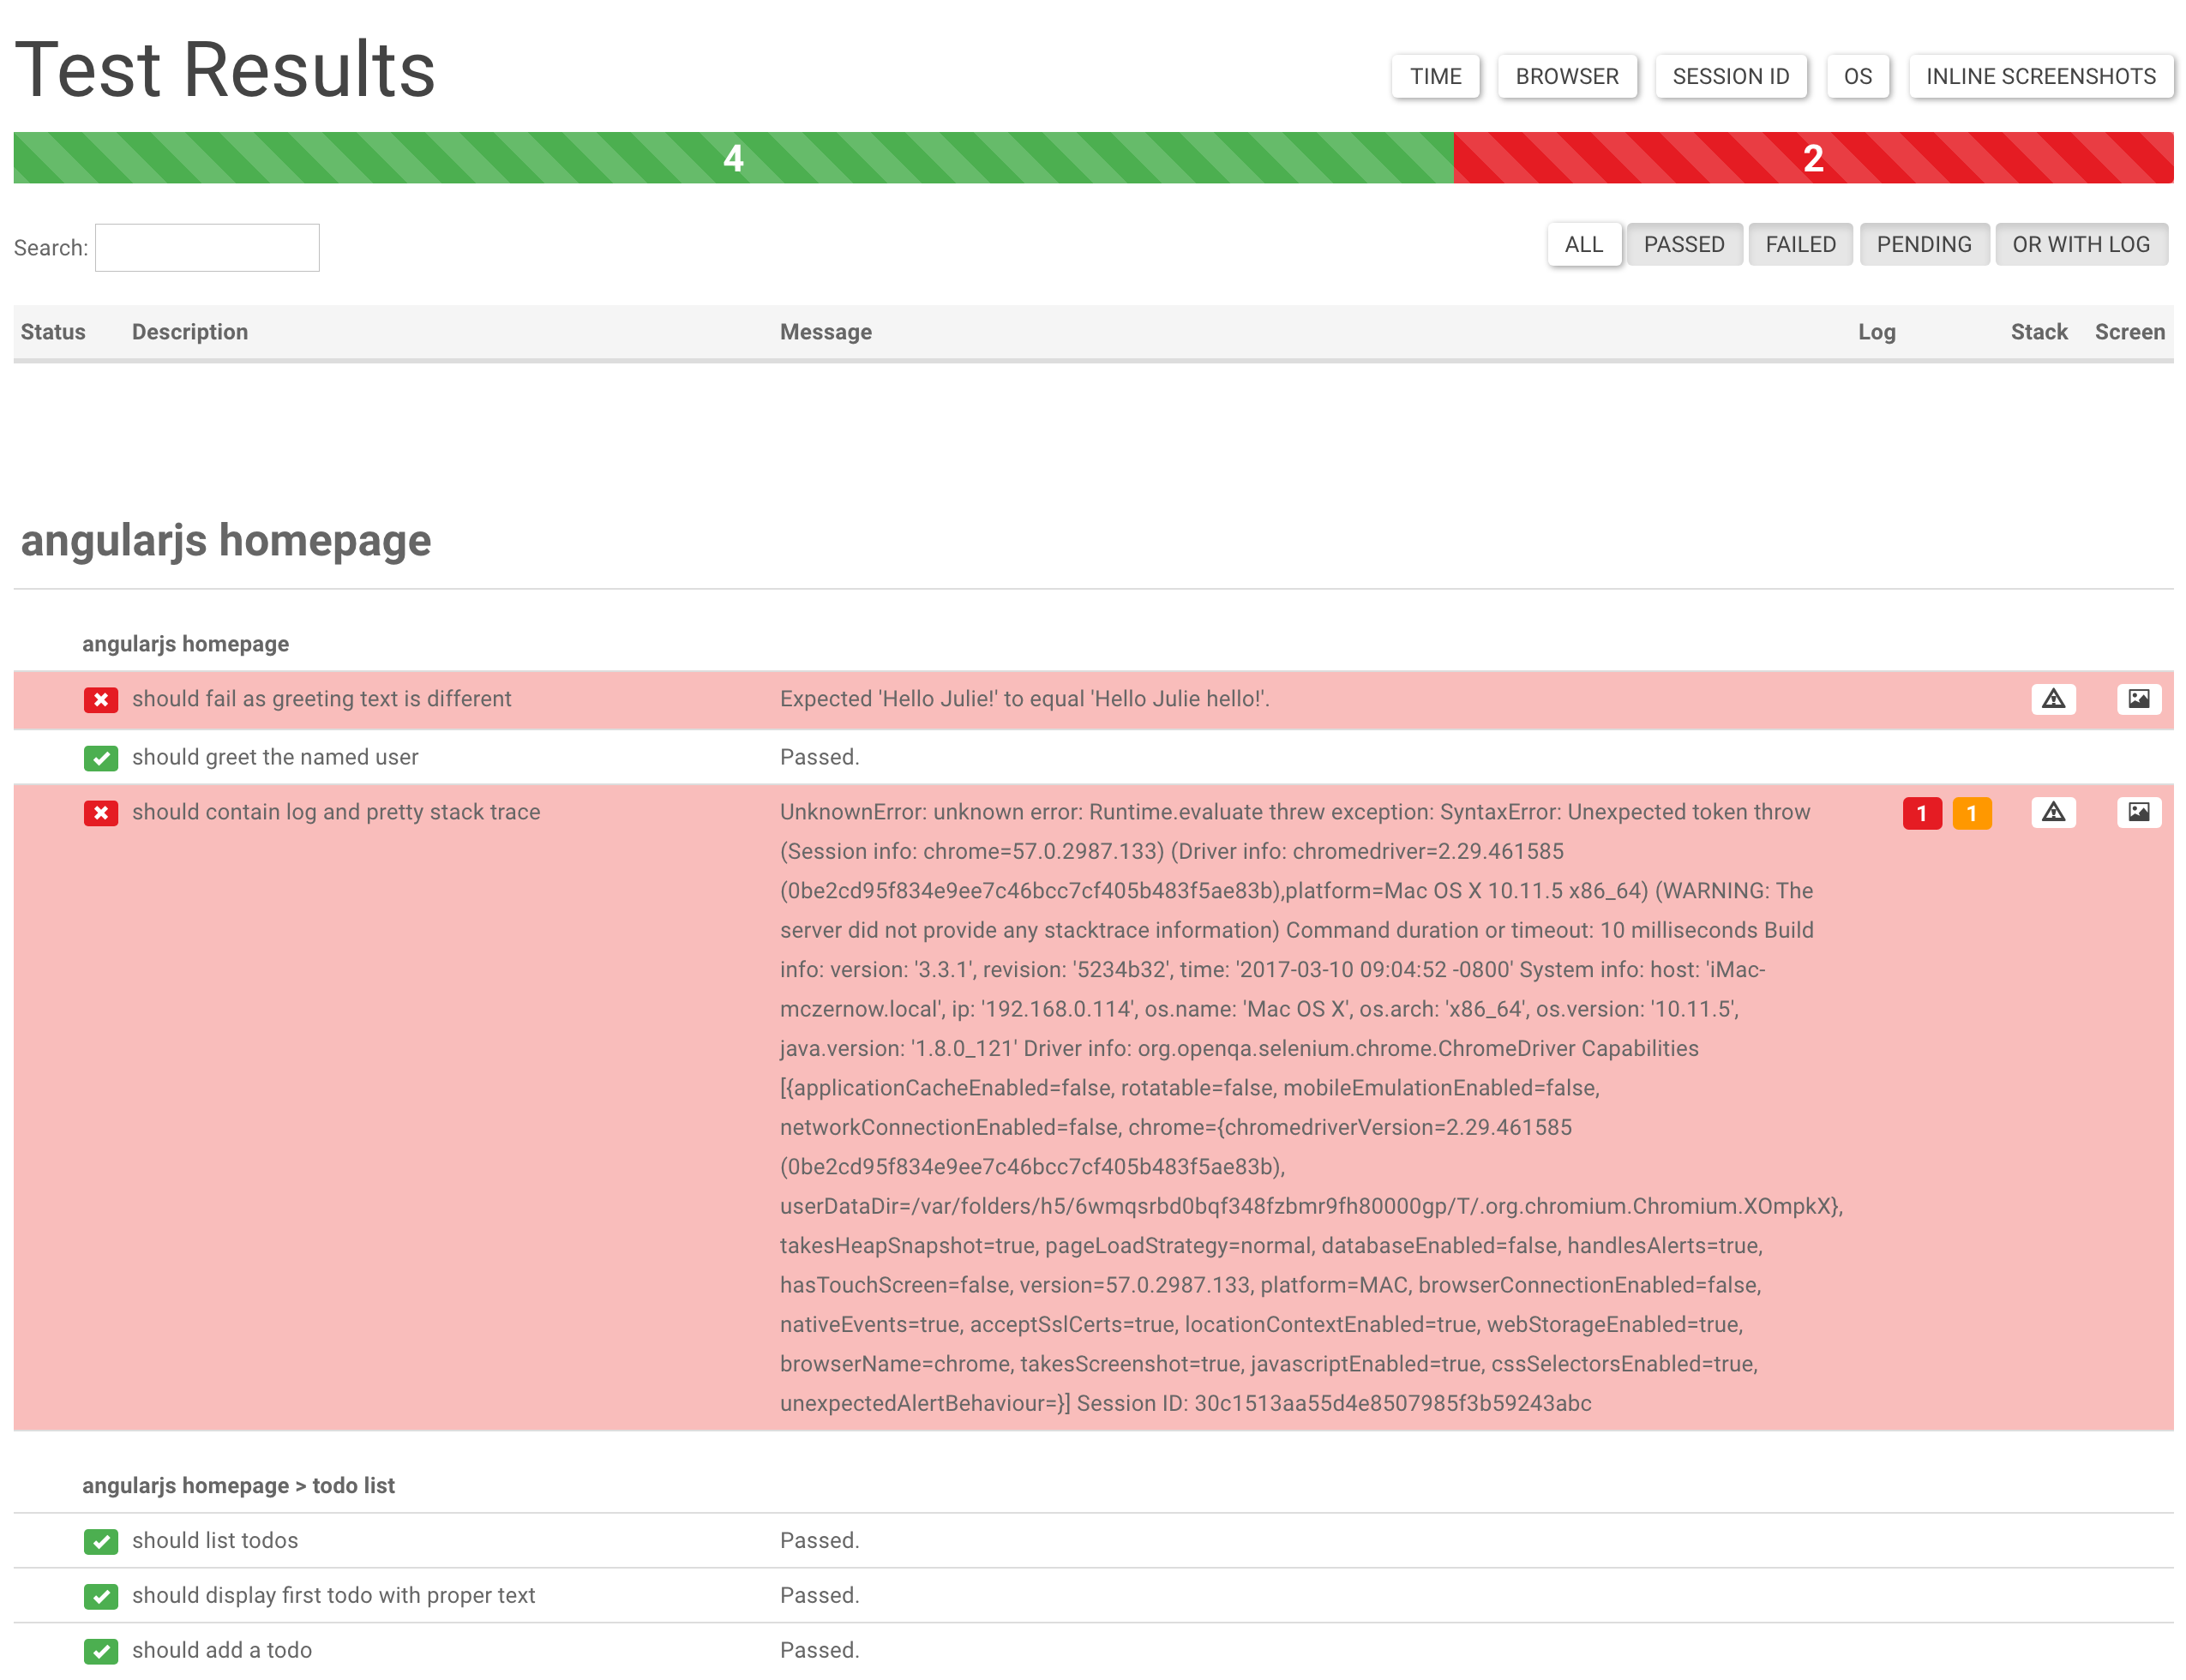 Test Results
TIME BROWSER SESSION ID OS INLINE SCREENSHOTS
4 2
Search: ALL PASSED FAILED PENDING OR WITH LOG
Status Description Message Log Stack Screen
angularjs homepage
angularjs homepage
should fail as greeting text is different Expected 'Hello Julie!' to equal 'Hello Julie hello!'.
should greet the named user Passed.
should contain log and pretty stack trace UnknownError: unknown error: Runtime.evaluate threw exception: SyntaxError: Unexpected token throw 1 1
(Session info: chrome=57.0.2987.133) (Driver info: chromedriver=2.29.461585
(0be2cd95f834e9ee7c46bcc7cf405b483f5ae83b),platform=Mac OS X 10.11.5 x86_64) (WARNING: The
server did not provide any stacktrace information) Command duration or timeout: 10 milliseconds Build
info: version: '3.3.1', revision: '5234b32', time: '2017-03-10 09:04:52 -0800' System info: host: 'iMac-
mczernow.local', ip: '192.168.0.114', os.name: 'Mac OS X', os.arch: 'x86_64', os.version: '10.11.5',
java.version: '1.8.0_121' Driver info: org.openqa.selenium.chrome.ChromeDriver Capabilities
[{applicationCacheEnabled=false, rotatable=false, mobileEmulationEnabled=false,
networkConnectionEnabled=false, chrome={chromedriverVersion=2.29.461585
(0be2cd95f834e9ee7c46bcc7cf405b483f5ae83b),
userDataDir=/var/folders/h5/6wmqsrbd0bqf348fzbmr9fh80000gp/T/.org.chromium.Chromium.XOmpkX},
takesHeapSnapshot=true, pageLoadStrategy=normal, databaseEnabled=false, handlesAlerts=true,
hasTouchScreen=false, version=57.0.2987.133, platform=MAC, browserConnectionEnabled=false,
nativeEvents=true, acceptSslCerts=true, locationContextEnabled=true, webStorageEnabled=true,
browserName=chrome, takesScreenshot=true, javascriptEnabled=true, cssSelectorsEnabled=true,
unexpectedAlertBehaviour=}] Session ID: 30c1513aa55d4e8507985f3b59243abc
angularjs homepage > todo list
should list todos Passed.
should display first todo with proper text Passed.
should add a todo Passed.